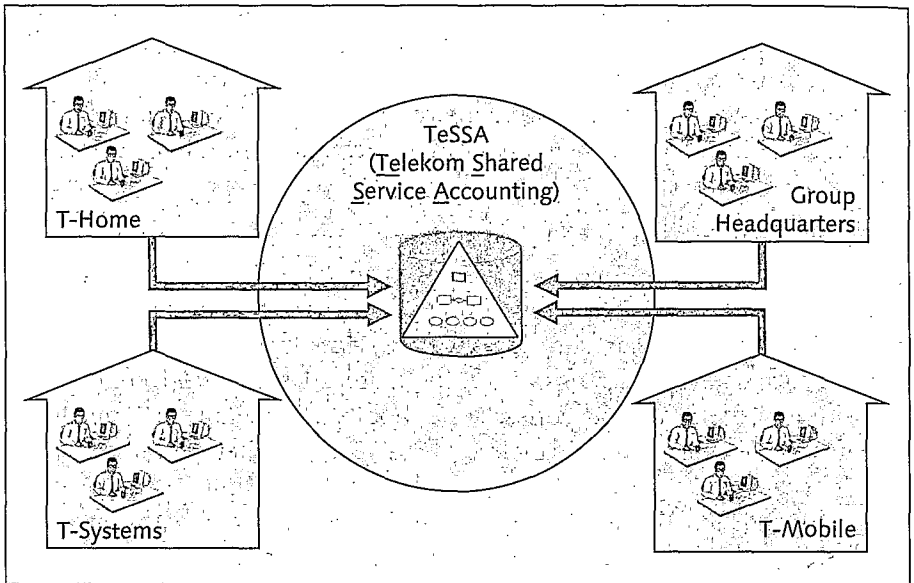 TeSSA
(Telekom Shared
Service Accounting)
T-Home
Group
Headquarters
T-Systems
T-Mobile